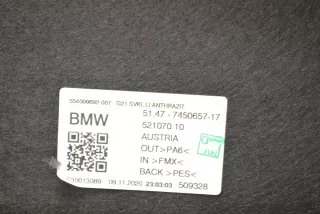 554009692.007 G21 SVKL LI ANTHRAZIT
BMW 51.47 - 7450657-17
521070 10
AUSTRIA
OUT>PA6<
IN >FMX<
BACK >PES<
09.11.2020 23:03:03 509328